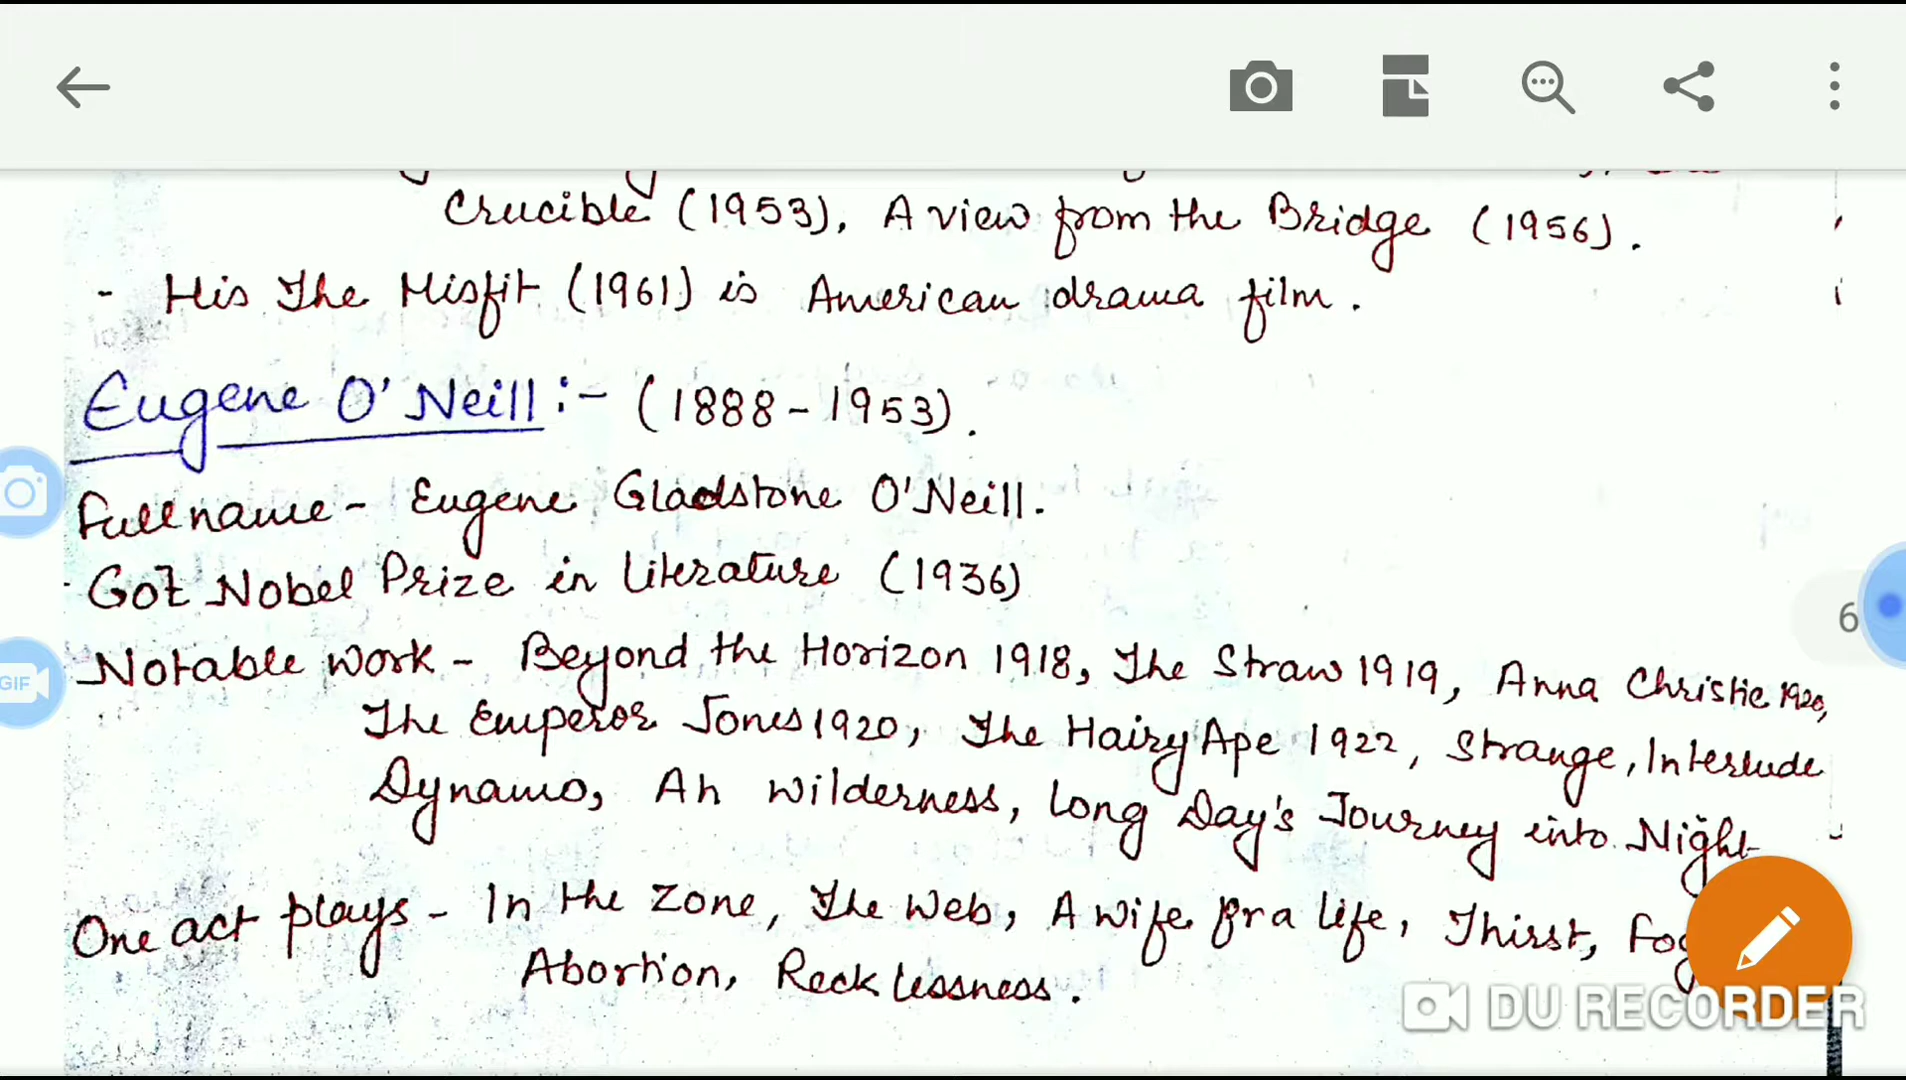 Crucible (1953), A view from the Bridge (1956).
- His The Misfit (1961) is American drama film.
Eugene O'Neill :- (1888-1953).
Full name - Eugene Gladstone O'Neill.
Got Nobel Prize in Literature (1936)
Notable work - Beyond the Horizon 1918, The Straw 1919, Anna Christie 1920,
The Emperor Jones 1920, The Hairy Ape 1922, Strange, Interlude
Dynamo, Ah wilderness, Long Day's Journey into Night
One act plays - In the Zone, The Web, A wife for a life, Thirst, Fog
Abortion, Recklessness.
6
GIF
DU RECORDER